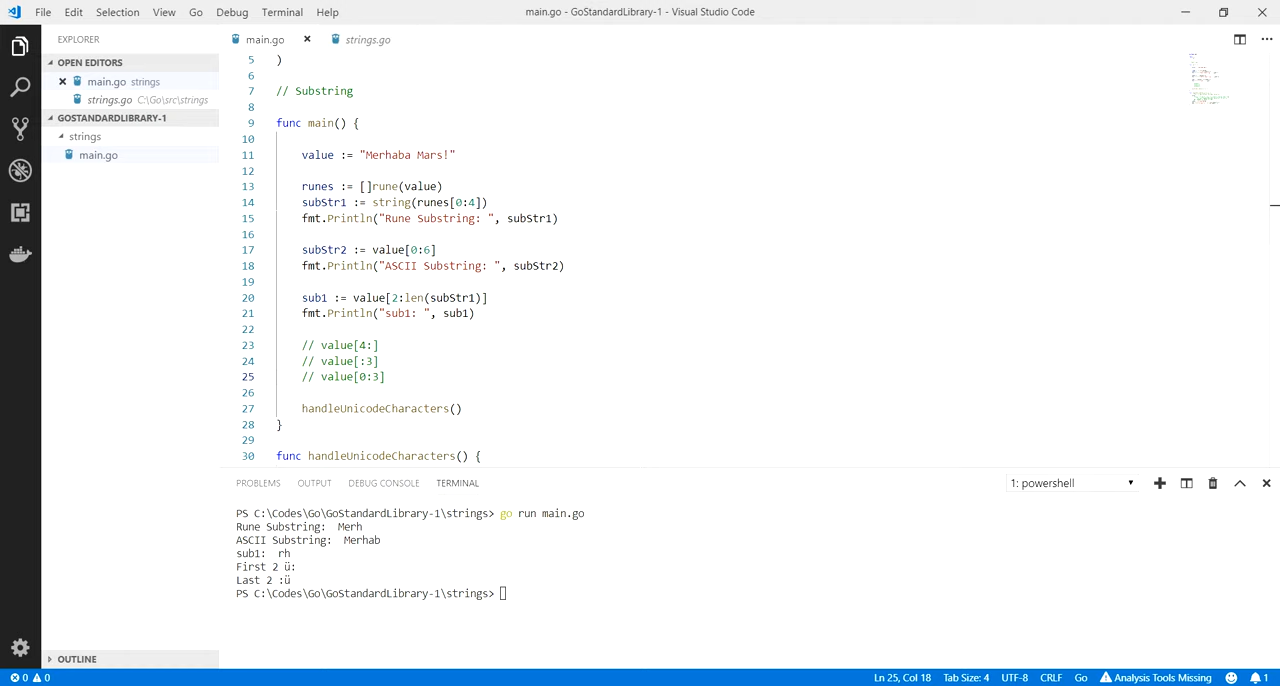 File Edit Selection View Go Debug Terminal Help main.go - GoStandardLibrary-1 - Visual Studio Code
EXPLORER
OPEN EDITORS
main.go strings
strings.go C:\Go\src\strings
GOSTANDARDLIBRARY-1
strings
main.go
OUTLINE
main.go strings.go
5 )
6
7 // Substring
8
9 func main() {
10
11 value := "Merhaba Mars!"
12
13 runes := []rune(value)
14 subStr1 := string(runes[0:4])
15 fmt.Println("Rune Substring: ", subStr1)
16
17 subStr2 := value[0:6]
18 fmt.Println("ASCII Substring: ", subStr2)
19
20 sub1 := value[2:len(subStr1)]
21 fmt.Println("sub1: ", sub1)
22
23 // value[4:]
24 // value[:3]
25 // value[0:3]
26
27 handleUnicodeCharacters()
28 }
29
30 func handleUnicodeCharacters() {
PROBLEMS OUTPUT DEBUG CONSOLE TERMINAL 1: powershell
PS C:\Codes\Go\GoStandardLibrary-1\strings> go run main.go
Rune Substring:  Merh
ASCII Substring:  Merhab
sub1:  rh
First 2 ü:
Last 2 :ü
PS C:\Codes\Go\GoStandardLibrary-1\strings>
0 0 Ln 25, Col 18 Tab Size: 4 UTF-8 CRLF Go Analysis Tools Missing 1